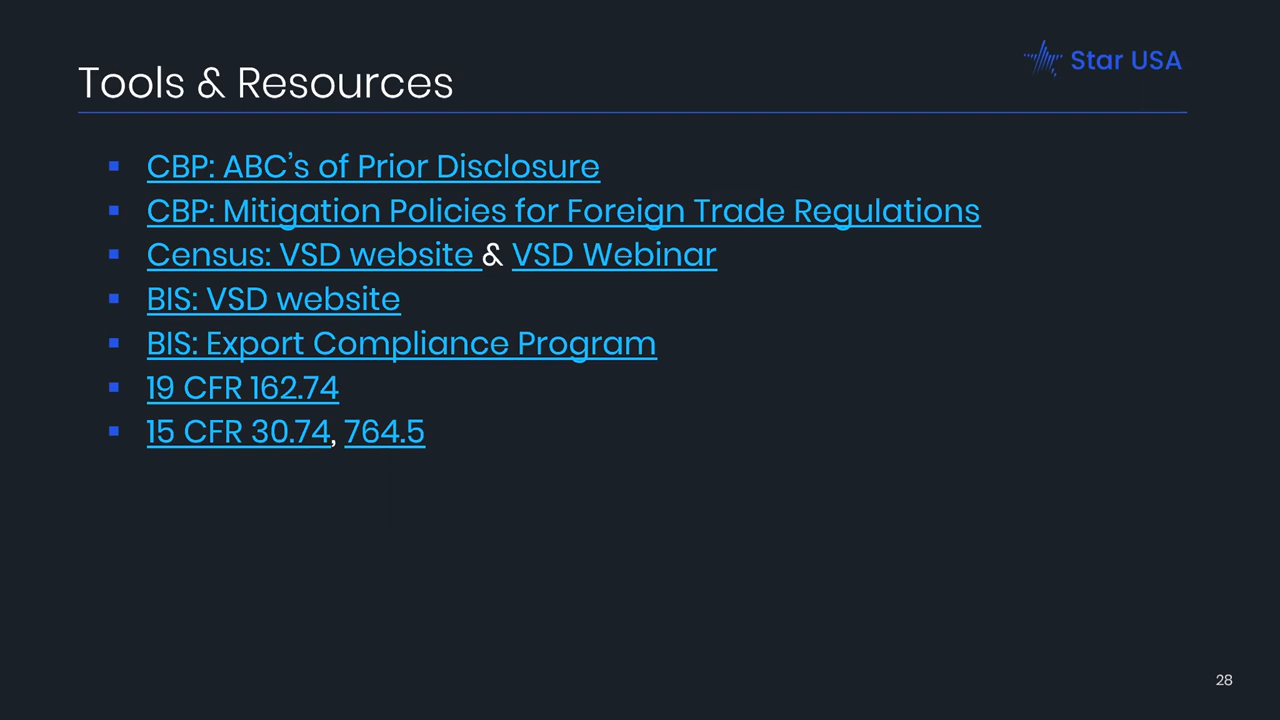 Tools & Resources
Star USA
CBP: ABC’s of Prior Disclosure
CBP: Mitigation Policies for Foreign Trade Regulations
Census: VSD website & VSD Webinar
BIS: VSD website
BIS: Export Compliance Program
19 CFR 162.74
15 CFR 30.74, 764.5
28